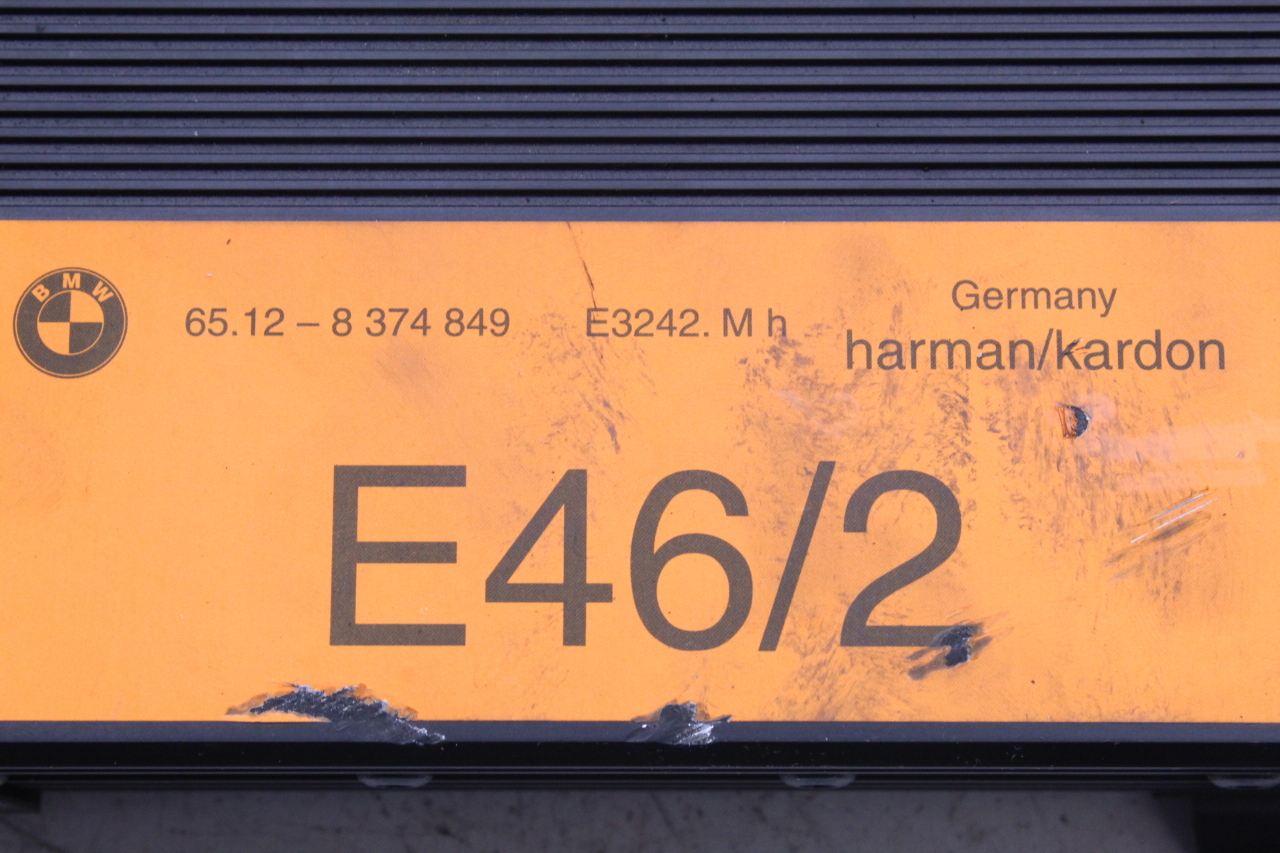 BMW
65.12 – 8 374 849 E3242. M h
Germany
harman/kardon
E46/2